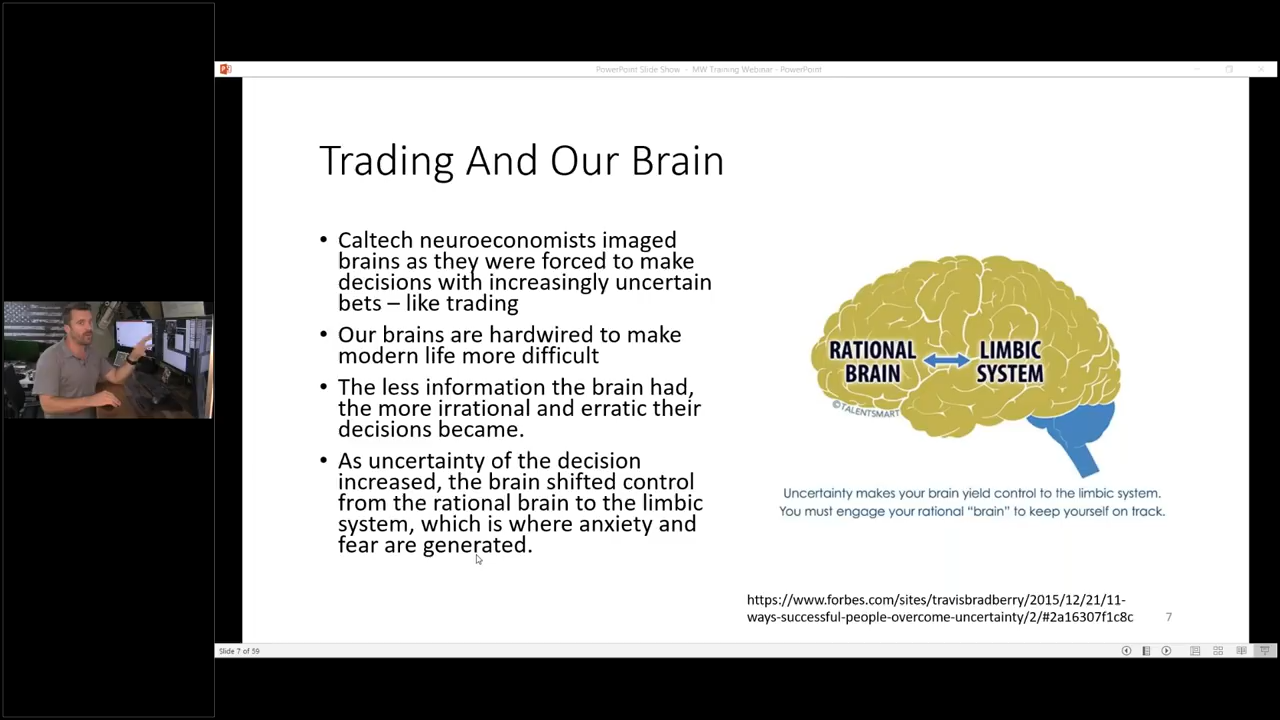 PowerPoint Slide Show - MW Training Webinar - PowerPoint
Trading And Our Brain
• Caltech neuroeconomists imaged
brains as they were forced to make
decisions with increasingly uncertain
bets – like trading
• Our brains are hardwired to make
modern life more difficult
• The less information the brain had,
the more irrational and erratic their
decisions became.
• As uncertainty of the decision
increased, the brain shifted control
from the rational brain to the limbic
system, which is where anxiety and
fear are generated.
RATIONAL
BRAIN
LIMBIC
SYSTEM
©TALENTSMART
Uncertainty makes your brain yield control to the limbic system.
You must engage your rational “brain” to keep yourself on track.
https://www.forbes.com/sites/travisbradberry/2015/12/21/11-
ways-successful-people-overcome-uncertainty/2/#2a16307f1c8c
7
Slide 7 of 59